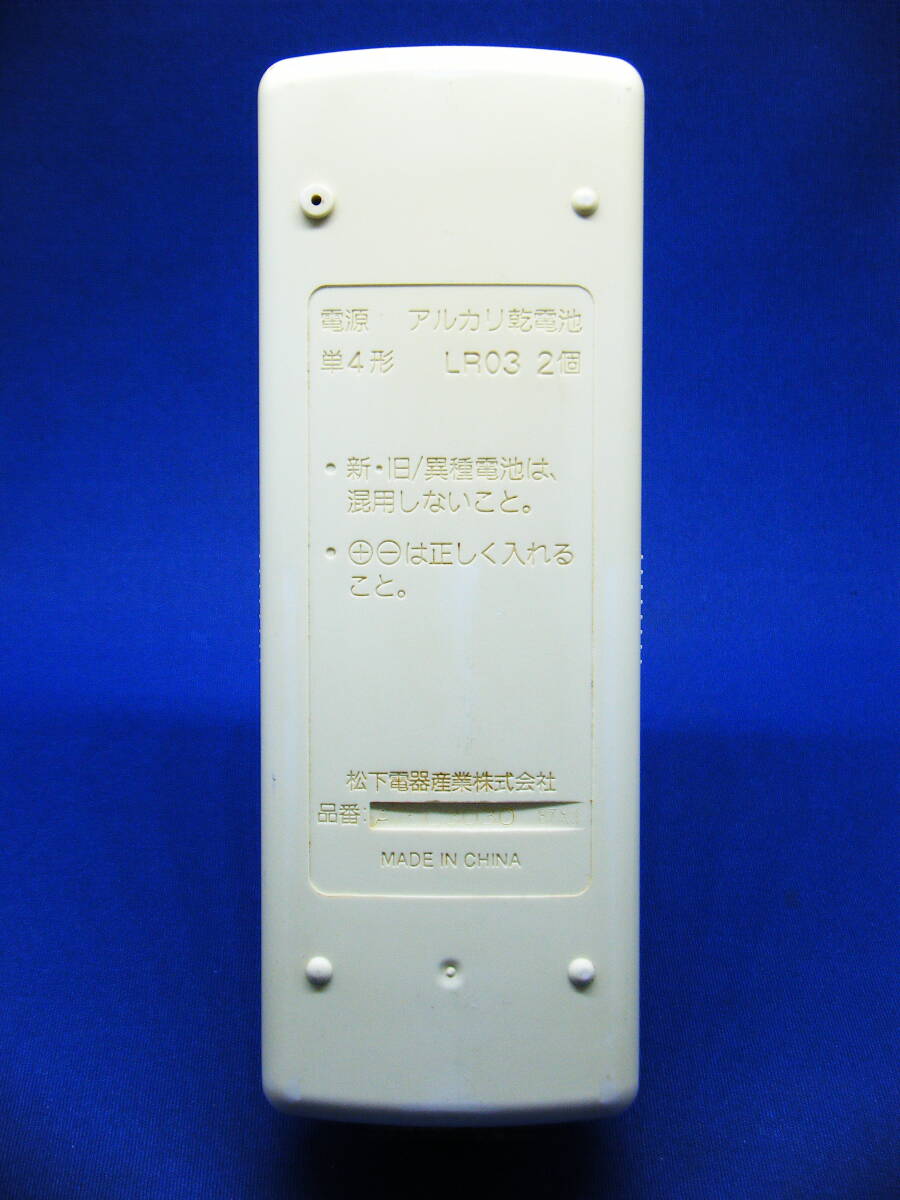 電源 アルカリ乾電池
単4形 LR03 2個
・新・旧/異種電池は、
混用しないこと。
・⊕⊖は正しく入れる
こと。
松下電器産業株式会社
品番:
MADE IN CHINA